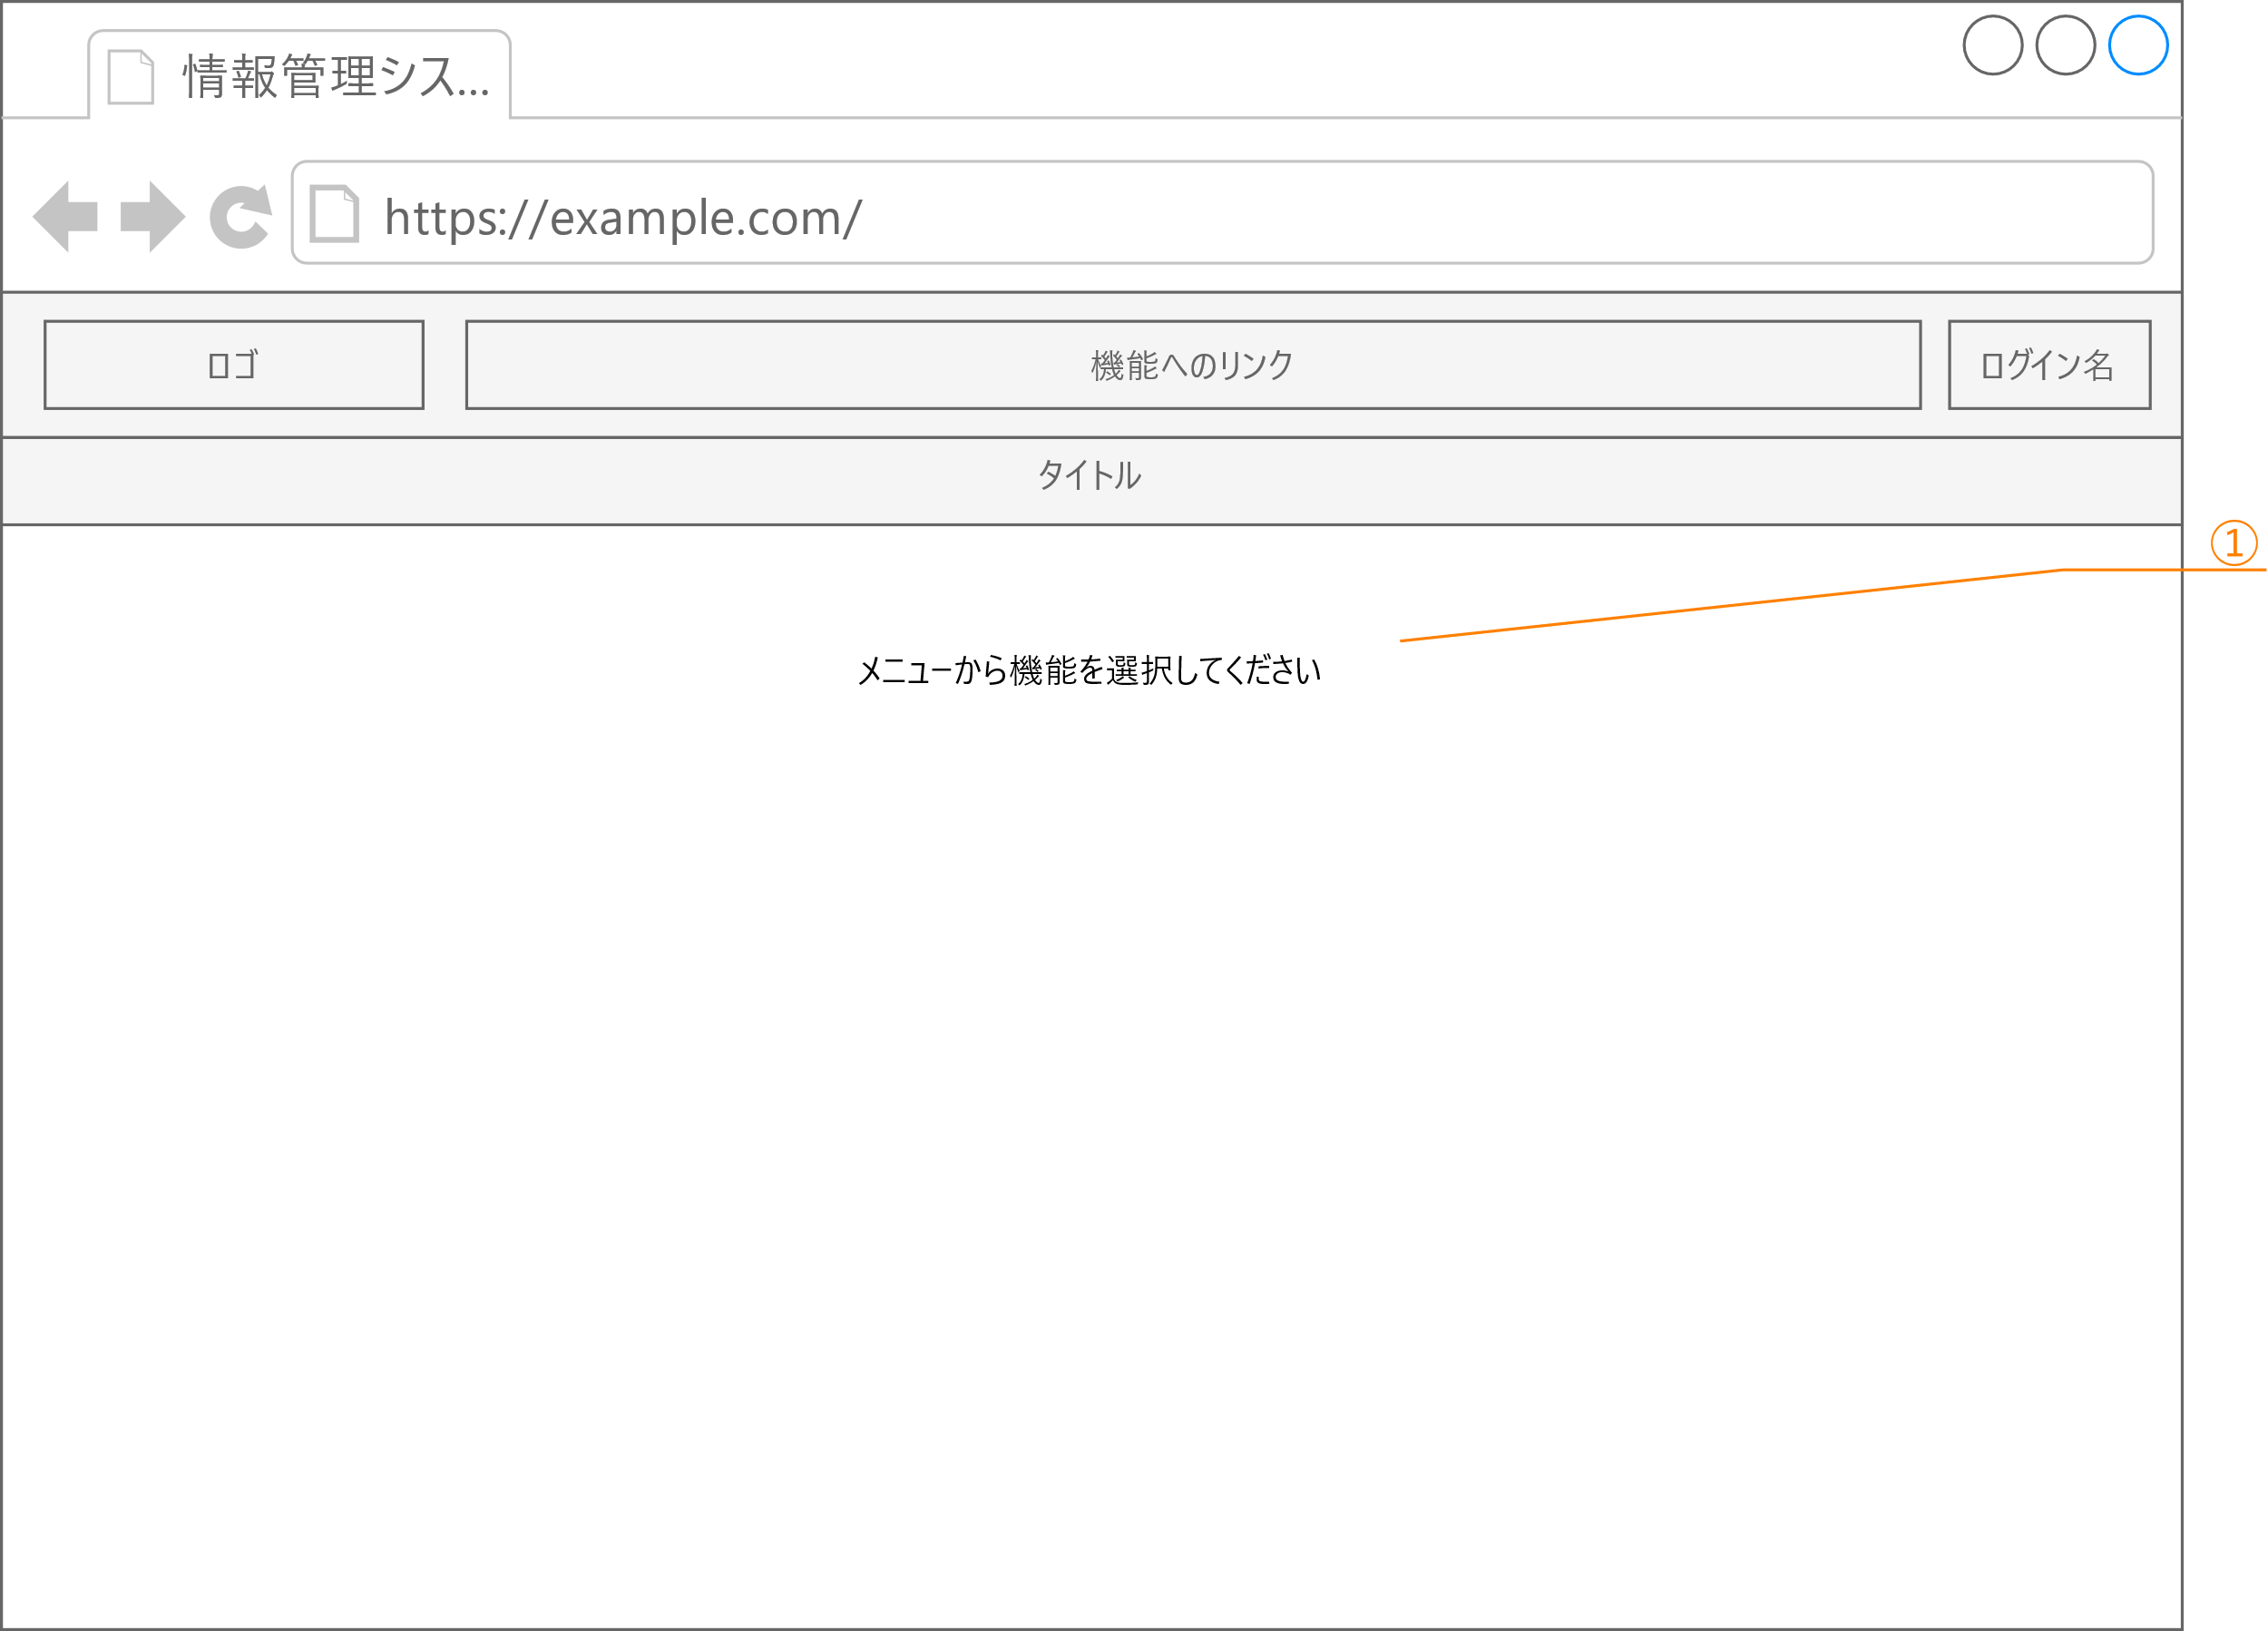 情報管理シス...
https://example.com/
ロゴ
機能へのリンク
ログイン名
タイトル
①
メニューから機能を選択してください